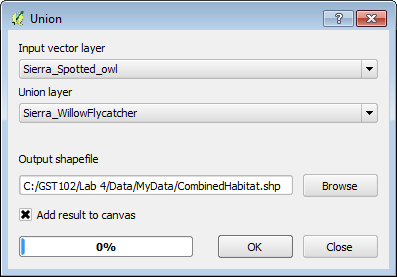 Union
Input vector layer
Sierra_Spotted_owl
Union layer
Sierra_WillowFlycatcher
Output shapefile
C:/GST102/Lab 4/Data/MyData/CombinedHabitat.shp
Browse
Add result to canvas
0%
OK
Close